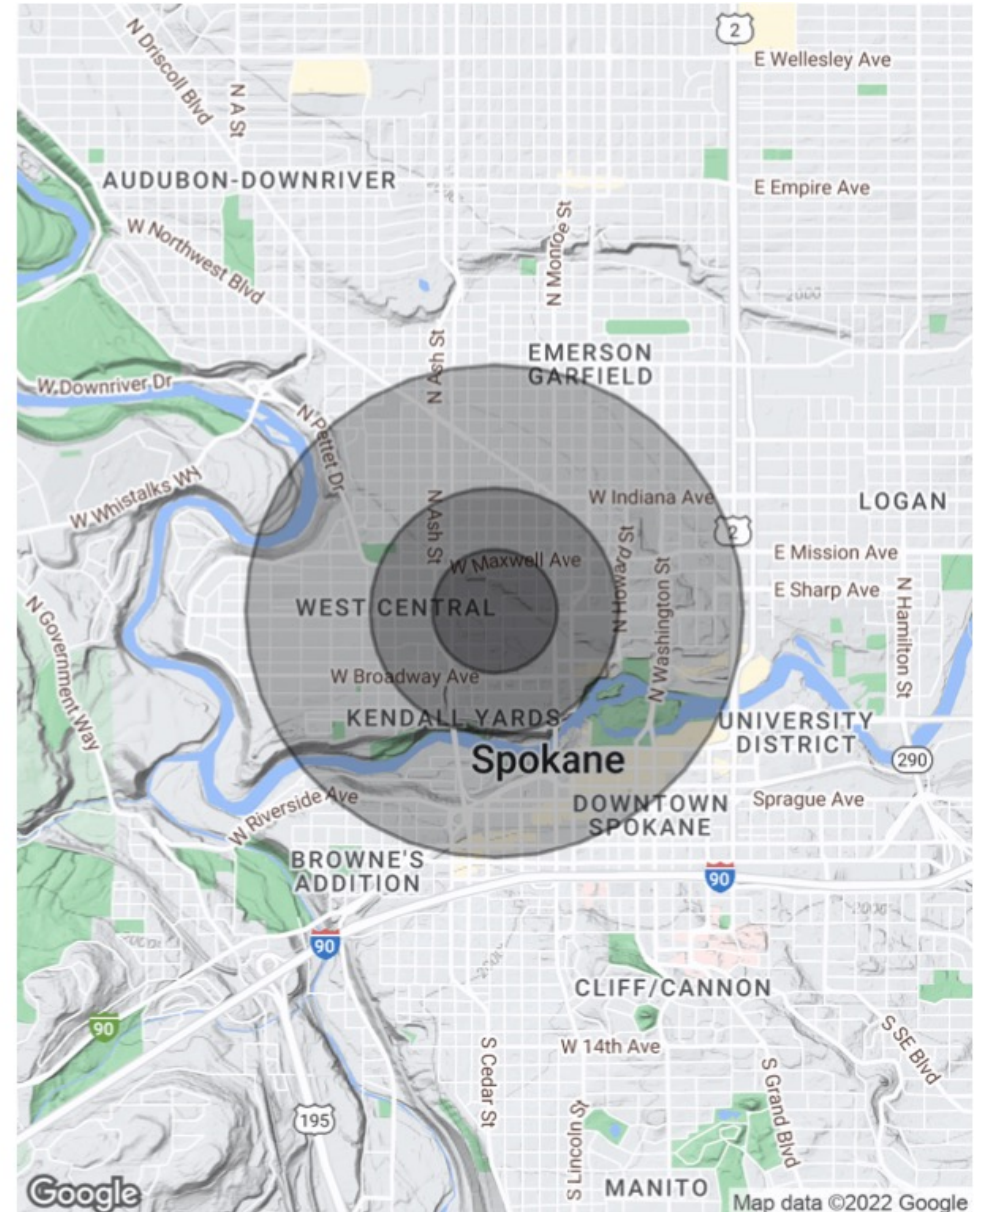 2
E Wellesley Ave
N Driscoll Blvd
N A St
AUDUBON-DOWNRIVER
E Empire Ave
W Northwest Blvd
N Monroe St
2000
N Ash St
EMERSON
GARFIELD
W Downriver Dr
N Pettet Dr
W Whistalks Wy
N Ash St
W Indiana Ave
LOGAN
2
W Maxwell Ave
N Howard St
E Mission Ave
N Washington St
E Sharp Ave
N Hamilton St
WEST CENTRAL
N Government Way
W Broadway Ave
KENDALL YARDS
UNIVERSITY
DISTRICT
Spokane
290
W Riverside Ave
DOWNTOWN
SPOKANE
Sprague Ave
BROWNE'S
ADDITION
90
2000
90
2000
CLIFF/CANNON
90
W 14th Ave
S SE Blvd
S Cedar St
S Grand Blvd
195
S Lincoln St
MANITO
Google
Map data ©2022 Google